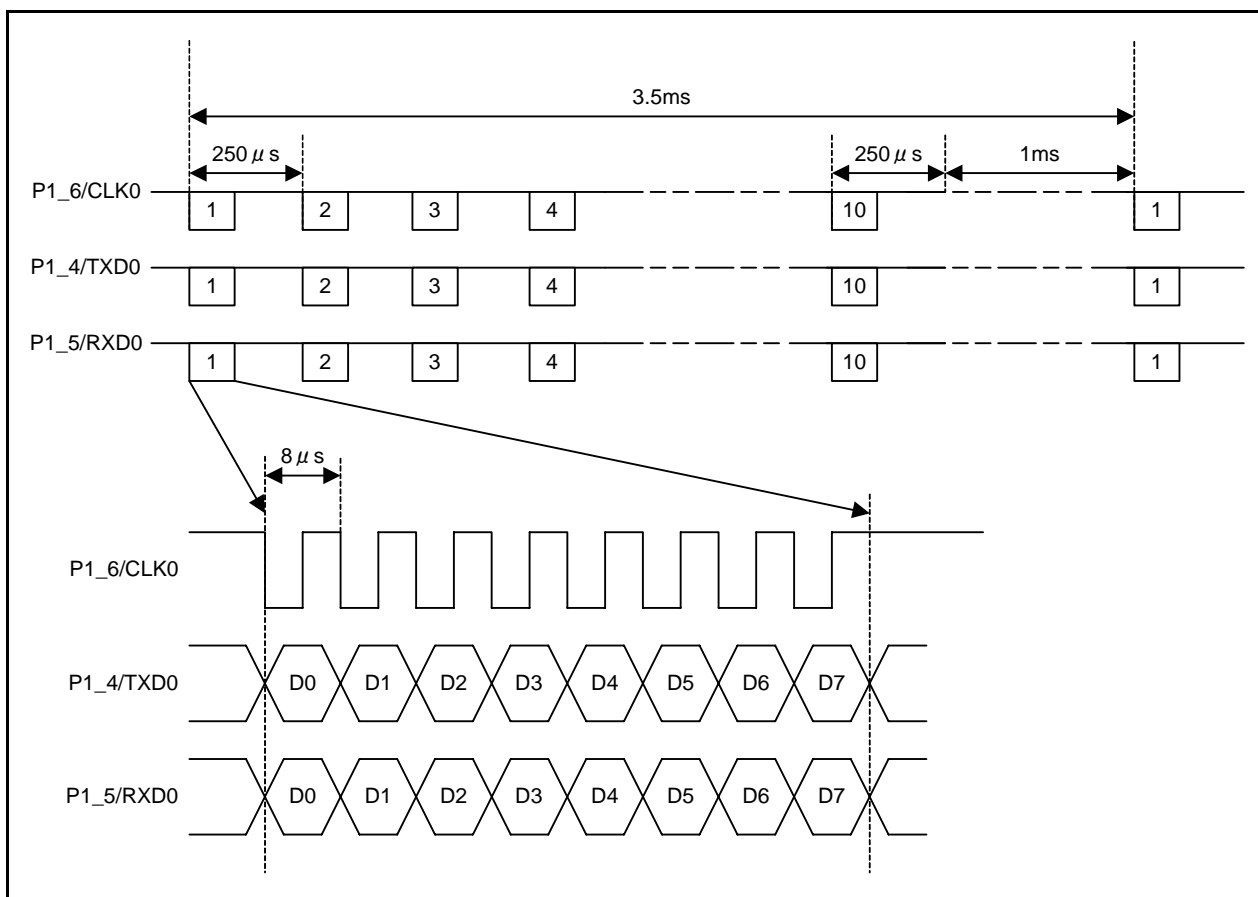 3.5ms
250μs 250μs 1ms
P1_6/CLK0 1 2 3 4 10 1
P1_4/TXD0 1 2 3 4 10 1
P1_5/RXD0 1 2 3 4 10 1
8μs
P1_6/CLK0
P1_4/TXD0 D0 D1 D2 D3 D4 D5 D6 D7
P1_5/RXD0 D0 D1 D2 D3 D4 D5 D6 D7